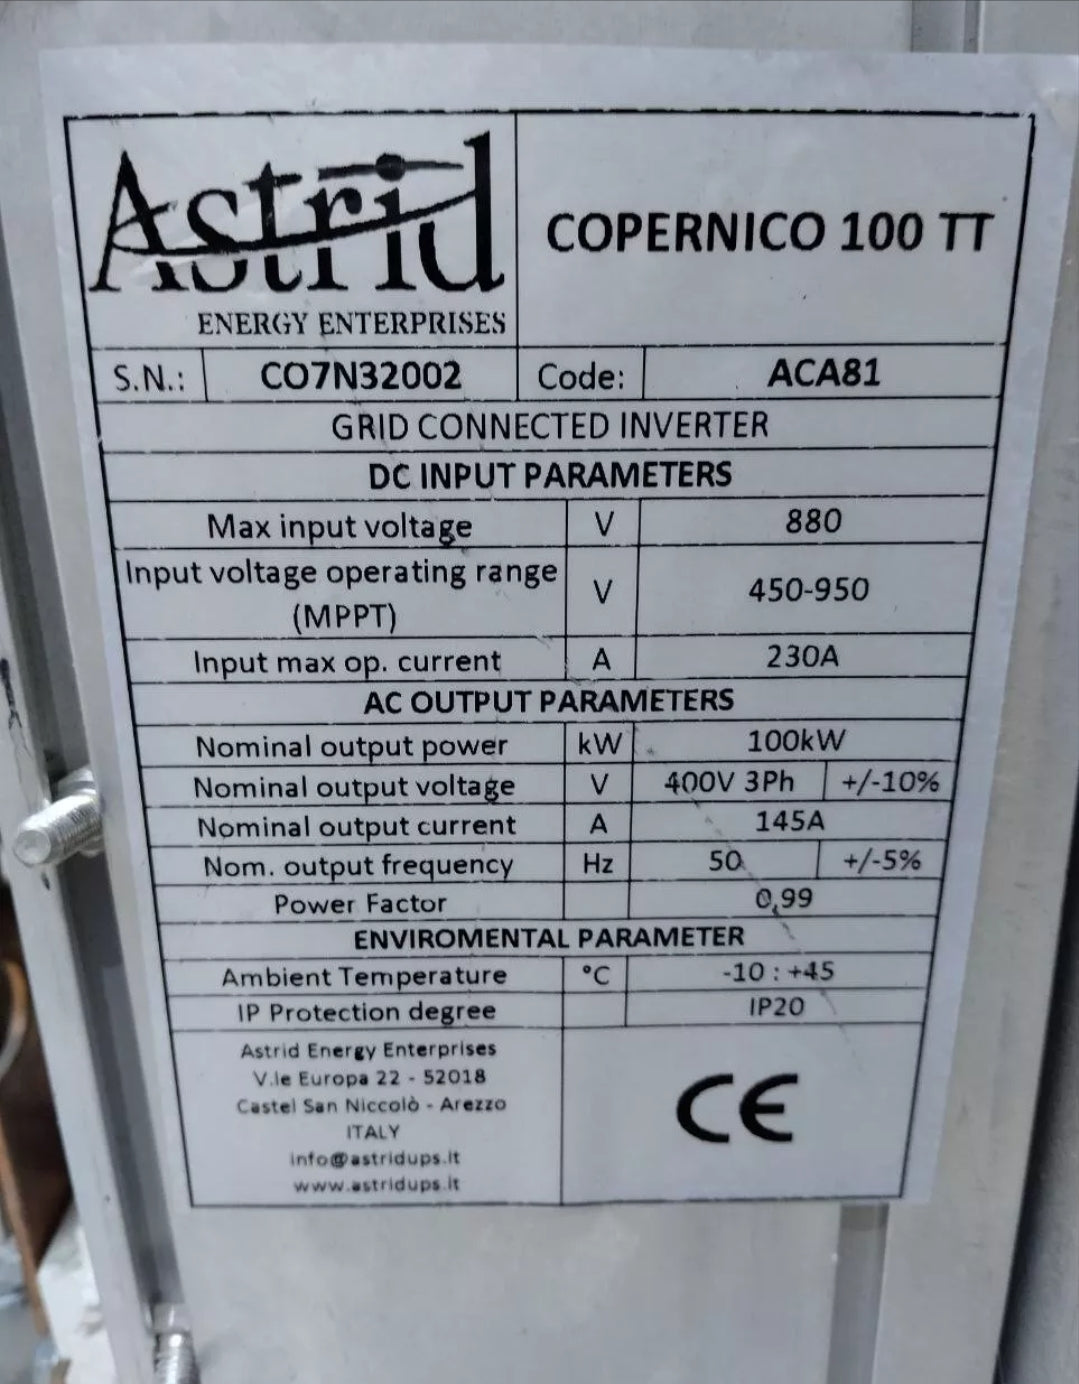 Astrid
ENERGY ENTERPRISES
COPERNICO 100 TT
S.N.: CO7N32002 Code: ACA81
GRID CONNECTED INVERTER
DC INPUT PARAMETERS
Max input voltage V 880
Input voltage operating range
(MPPT) V 450-950
Input max op. current A 230A
AC OUTPUT PARAMETERS
Nominal output power kW 100kW
Nominal output voltage V 400V 3Ph +/-10%
Nominal output current A 145A
Nom. output frequency Hz 50 +/-5%
Power Factor 0,99
ENVIROMENTAL PARAMETER
Ambient Temperature °C -10 : +45
IP Protection degree IP20
Astrid Energy Enterprises
V.le Europa 22 - 52018
Castel San Niccolò - Arezzo
ITALY
info@astridups.it
www.astridups.it
CE